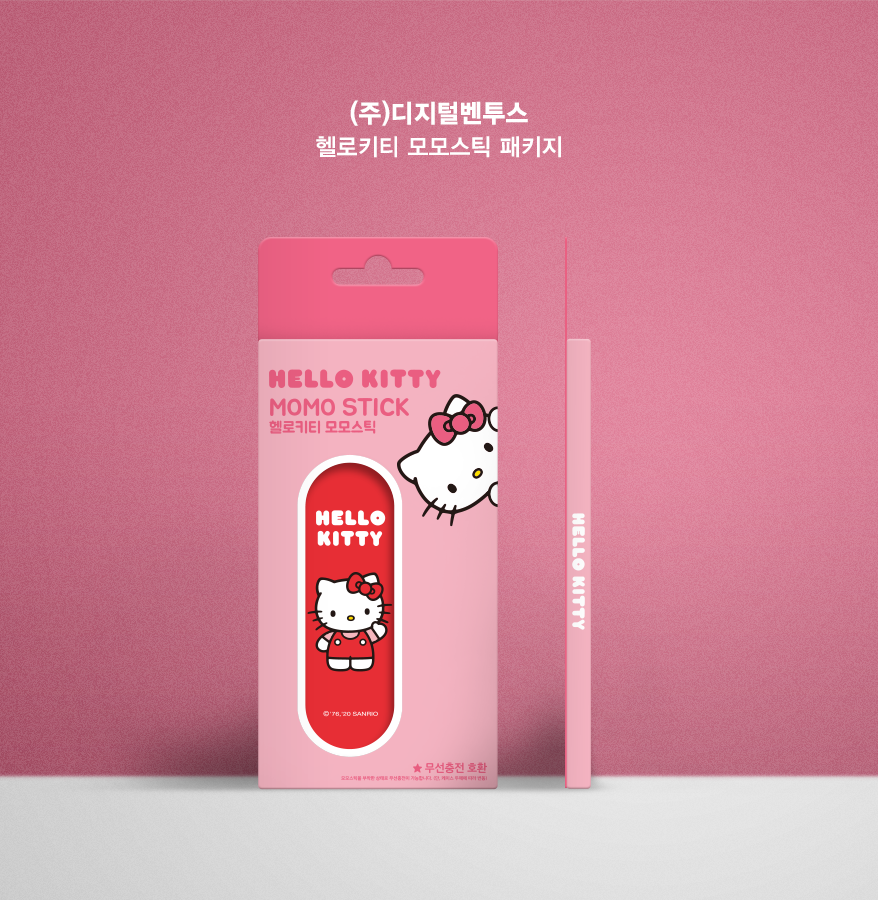 (주)디지털벤투스
헬로키티 모모스틱 패키지
HELLO KITTY
MOMO STICK
헬로키티 모모스틱
HELLO
KITTY
©'76,'20 SANRIO
★ 무선충전 호환
HELLO KITTY